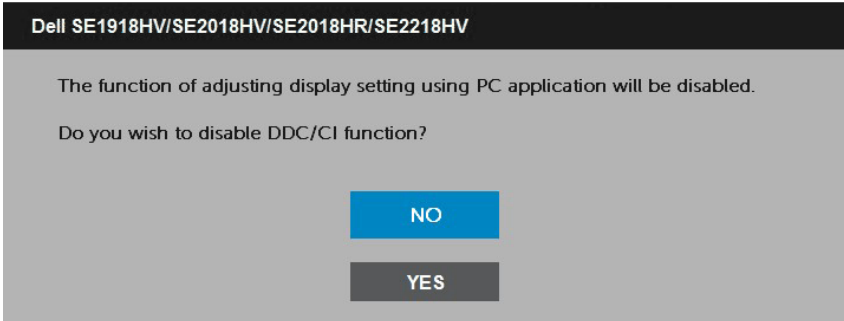 Dell SE1918HV/SE2018HV/SE2018HR/SE2218HV
The function of adjusting display setting using PC application will be disabled.
Do you wish to disable DDC/CI function?
NO
YES